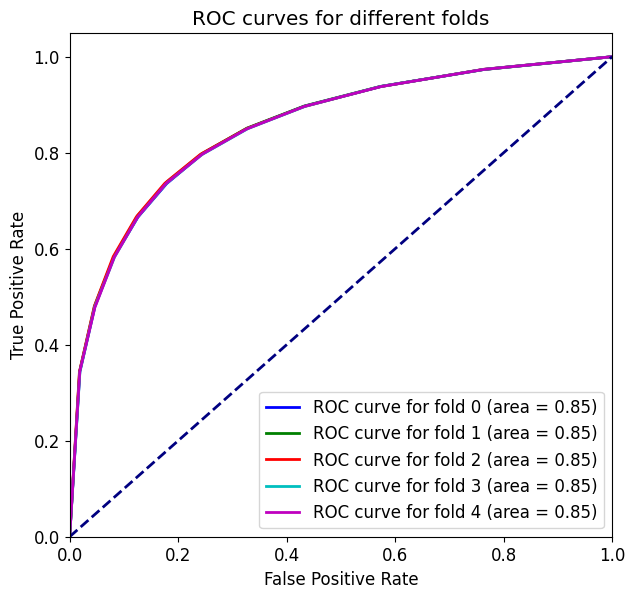 ROC curves for different folds
True Positive Rate
1.0
0.8
0.6
0.4
0.2
0.0
ROC curve for fold 0 (area = 0.85)
ROC curve for fold 1 (area = 0.85)
ROC curve for fold 2 (area = 0.85)
ROC curve for fold 3 (area = 0.85)
ROC curve for fold 4 (area = 0.85)
0.0 0.2 0.4 0.6 0.8 1.0
False Positive Rate